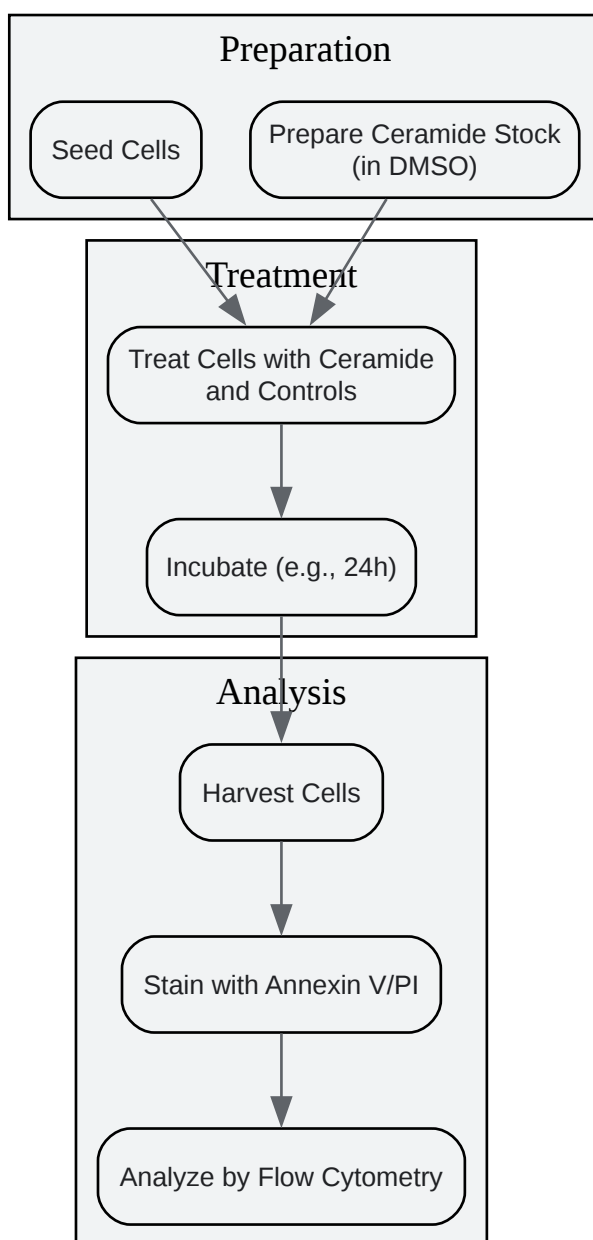 Preparation
Seed Cells
Prepare Ceramide Stock
(in DMSO)
Treatment
Treat Cells with Ceramide
and Controls
Incubate (e.g., 24h)
Analysis
Harvest Cells
Stain with Annexin V/PI
Analyze by Flow Cytometry